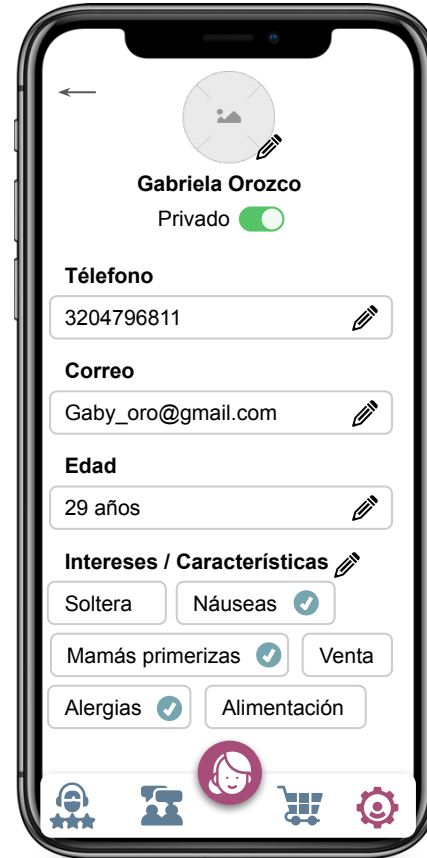 Gabriela Orozco
Privado
Télefono
3204796811
Correo
Gaby_oro@gmail.com
Edad
29 años
Intereses / Características
Soltera Náuseas
Mamás primerizas Venta
Alergias Alimentación